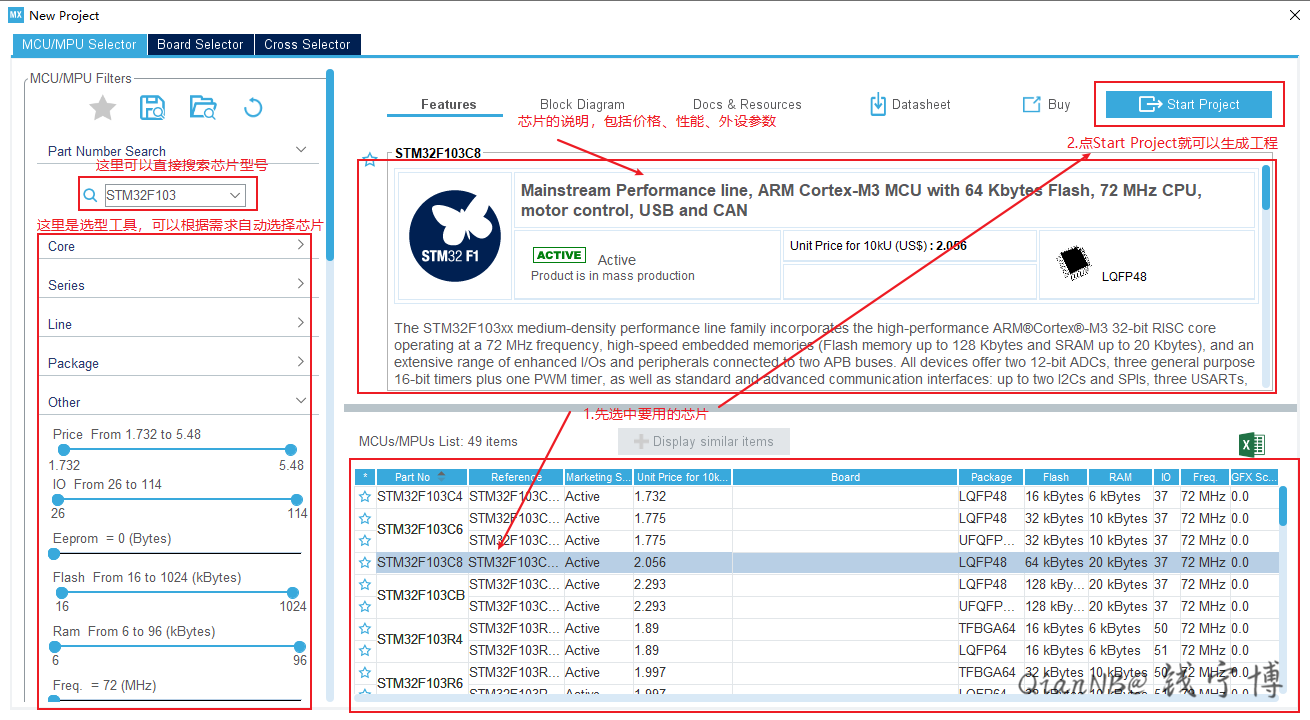 MX New Project
MCU/MPU Selector Board Selector Cross Selector
MCU/MPU Filters
Part Number Search
这里可以直接搜索芯片型号
STM32F103
这里是选型工具，可以根据需求自动选择芯片
Core
Series
Line
Package
Other
Price From 1.732 to 5.48
1.732 5.48
IO From 26 to 114
26 114
Eeprom = 0 (Bytes)
Flash From 16 to 1024 (kBytes)
16 1024
Ram From 6 to 96 (kBytes)
6 96
Freq. = 72 (MHz)
Features Block Diagram Docs & Resources Datasheet Buy Start Project
芯片的说明，包括价格、性能、外设参数
2.点Start Project就可以生成工程
STM32F103C8
STM32 F1
Mainstream Performance line, ARM Cortex-M3 MCU with 64 Kbytes Flash, 72 MHz CPU,
motor control, USB and CAN
ACTIVE Active
Product is in mass production
Unit Price for 10kU (US$) : 2.056
LQFP48
The STM32F103xx medium-density performance line family incorporates the high-performance ARM®Cortex®-M3 32-bit RISC core
operating at a 72 MHz frequency, high-speed embedded memories (Flash memory up to 128 Kbytes and SRAM up to 20 Kbytes), and an
extensive range of enhanced I/Os and peripherals connected to two APB buses. All devices offer two 12-bit ADCs, three general purpose
16-bit timers plus one PWM timer, as well as standard and advanced communication interfaces: up to two I2Cs and SPIs, three USARTs,
1.先选中要用的芯片
MCUs/MPUs List: 49 items Display similar items
* Part No Reference Marketing S... Unit Price for 10k... Board Package Flash RAM IO Freq. GFX Sc...
STM32F103C4 STM32F103C... Active 1.732 LQFP48 16 kBytes 6 kBytes 37 72 MHz 0.0
STM32F103C6 STM32F103C... Active 1.775 LQFP48 32 kBytes 10 kBytes 37 72 MHz 0.0
STM32F103C... Active 1.775 UFQFP... 32 kBytes 10 kBytes 37 72 MHz 0.0
STM32F103C8 STM32F103C... Active 2.056 LQFP48 64 kBytes 20 kBytes 37 72 MHz 0.0
STM32F103CB STM32F103C... Active 2.293 LQFP48 128 kBy... 20 kBytes 37 72 MHz 0.0
STM32F103C... Active 2.293 UFQFP... 128 kBy... 20 kBytes 37 72 MHz 0.0
STM32F103R4 STM32F103R... Active 1.89 TFBGA64 16 kBytes 6 kBytes 50 72 MHz 0.0
STM32F103R... Active 1.89 LQFP64 16 kBytes 6 kBytes 51 72 MHz 0.0
STM32F103R6 STM32F103R... Active 1.997 TFBGA64 32 kBytes 10 kBytes 50 72 MHz 0.0
STM32F103R... Active 1.997 LQFP64 32 kBytes 10 kBytes 51 72 MHz 0.0
QianNB@钱宇博